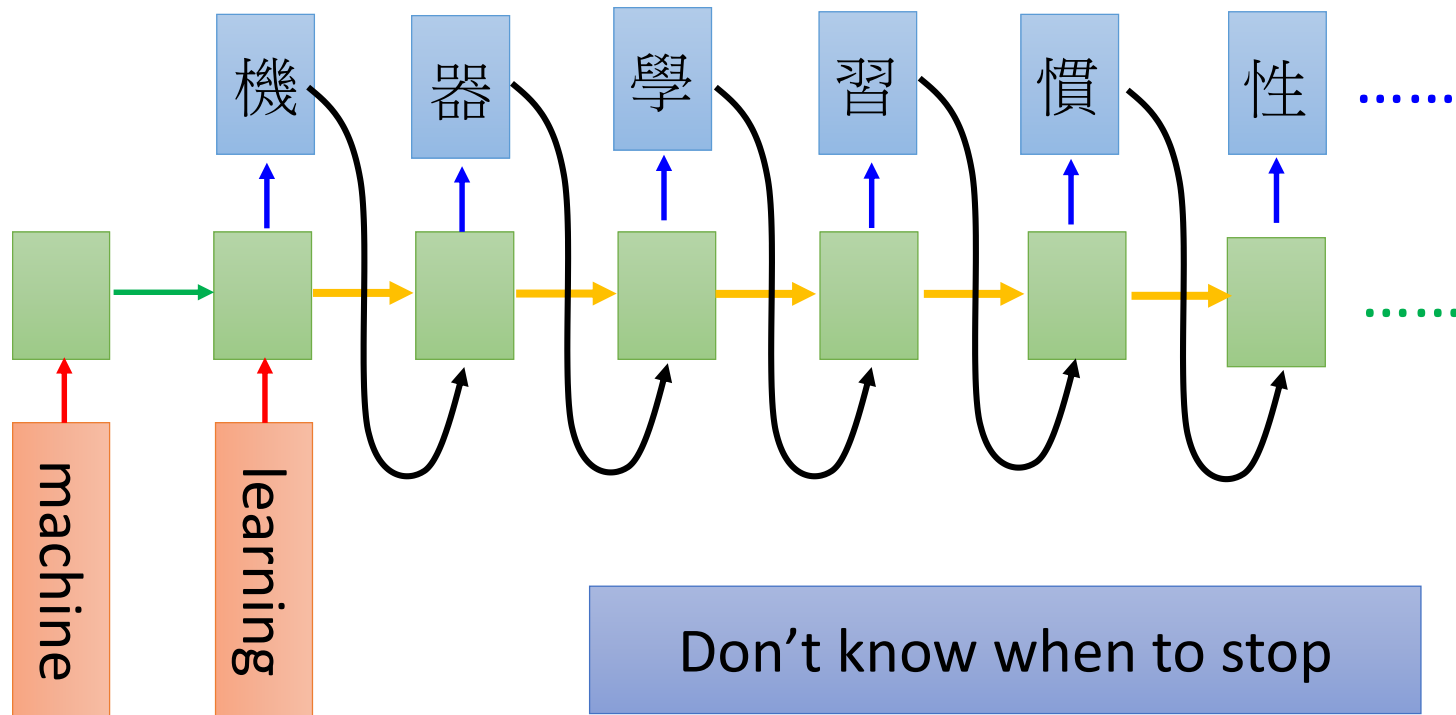 機 器 學 習 慣 性 ......
......
machine
learning
Don't know when to stop